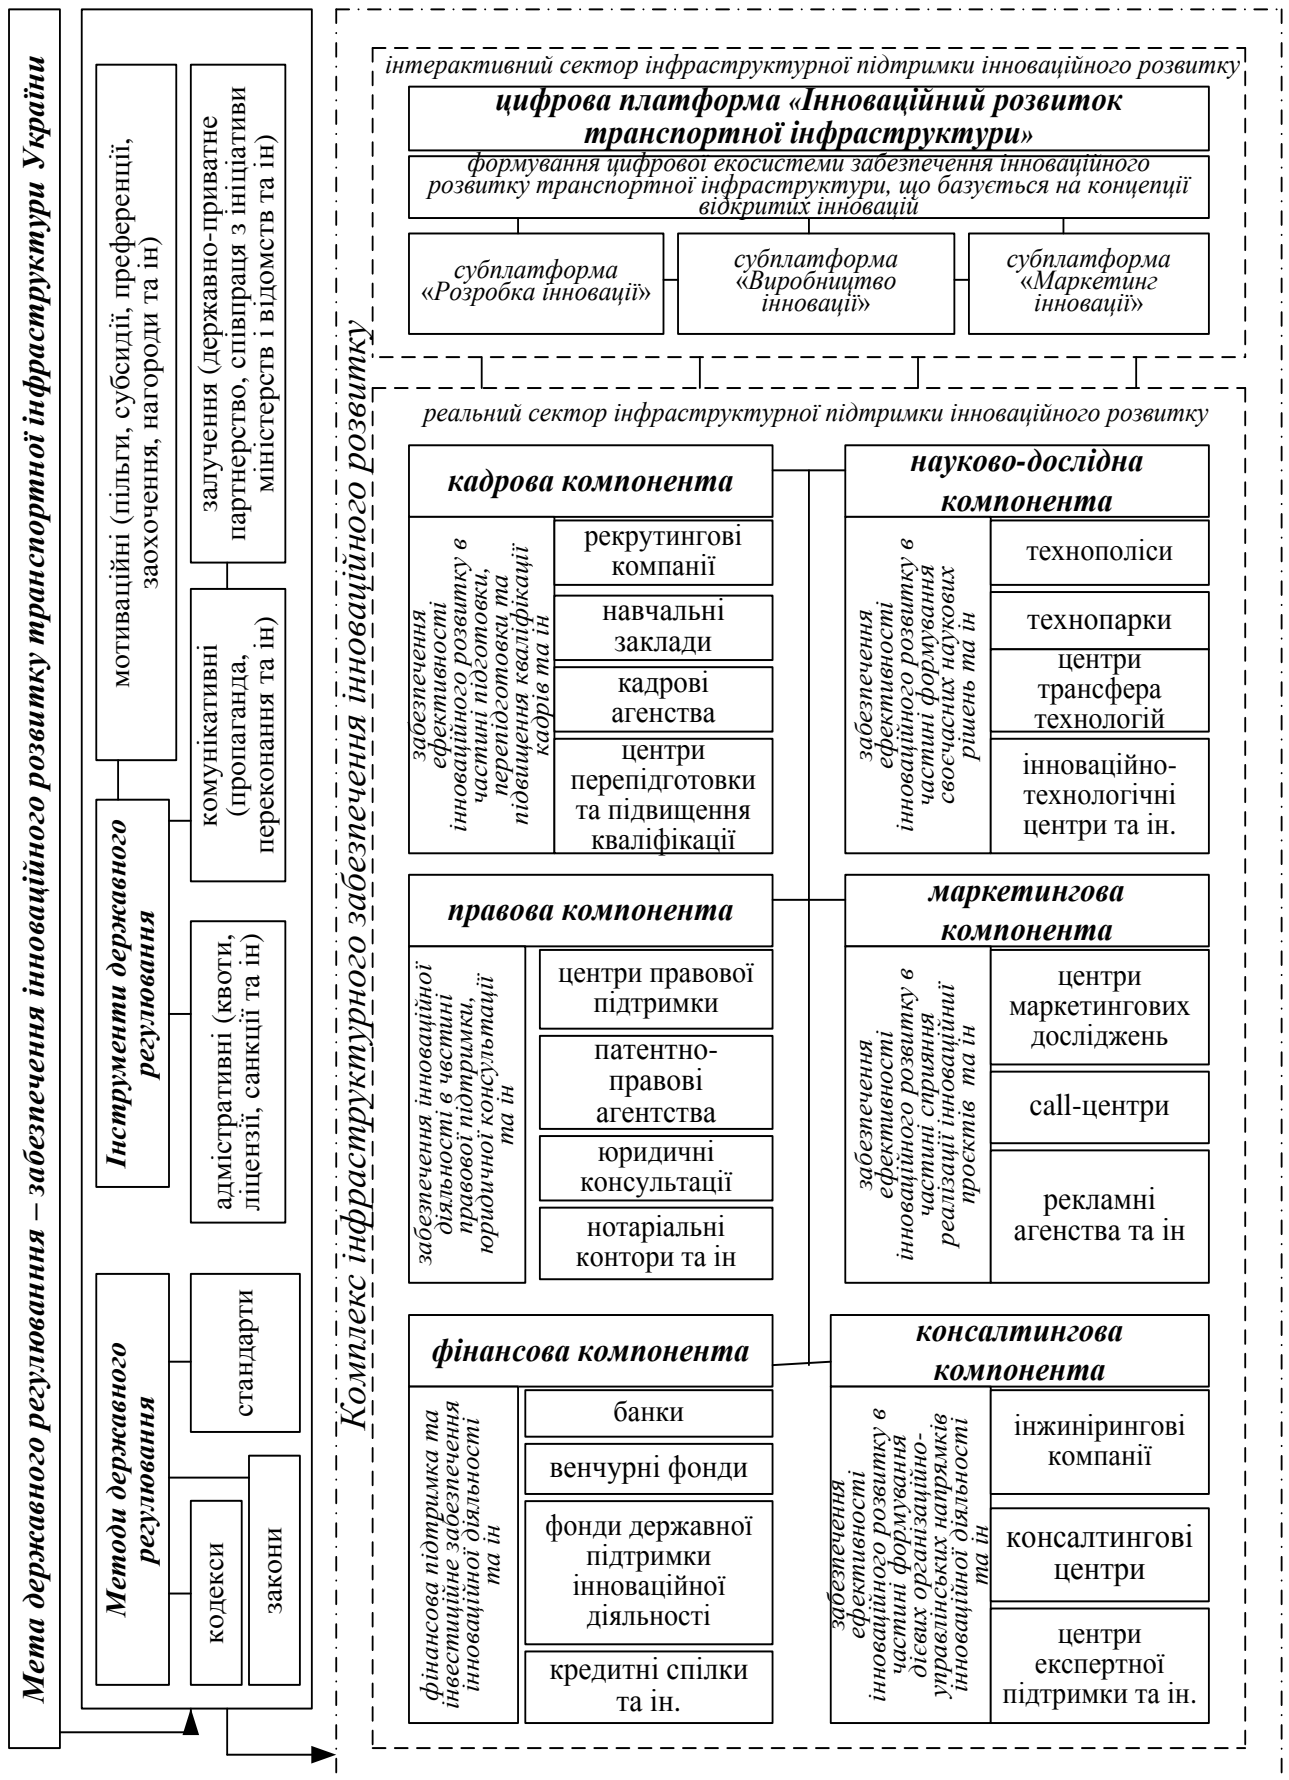 Мета державного регулювання – забезпечення інноваційного розвитку транспортної інфраструктури України
Методи державного
регулювання
кодекси
закони
стандарти
Інструменти державного
регулювання
адміністративні (квоти,
ліцензії, санкції та ін)
комунікативні
(пропаганда,
переконання та ін)
мотиваційні (пільги, субсидії, преференції,
заохочення, нагороди та ін)
залучення (державно-приватне
партнерство, співпраця з ініціативи
міністерств і відомств та ін)
Комплекс інфраструктурного забезпечення інноваційного розвитку
інтерактивний сектор інфраструктурної підтримки інноваційного розвитку
цифрова платформа «Інноваційний розвиток
транспортної інфраструктури»
формування цифрової екосистеми забезпечення інноваційного
розвитку транспортної інфраструктури, що базується на концепції
відкритих інновацій
субплатформа
«Розробка інновації»
субплатформа
«Виробництво
інновації»
субплатформа
«Маркетинг
інновації»
реальний сектор інфраструктурної підтримки інноваційного розвитку
кадрова компонента
забезпечення
ефективності
інноваційного розвитку в
частині підготовки,
перепідготовки та
підвищення кваліфікації
кадрів та ін
рекрутингові
компанії
навчальні
заклади
кадрові
агенства
центри
перепідготовки
та підвищення
кваліфікації
науково-дослідна
компонента
забезпечення
ефективності
інноваційного розвитку в
частині формування
своєчасних наукових
рішень та ін
технополіси
технопарки
центри
трансфера
технологій
інноваційно-
технологічні
центри та ін.
правова компонента
забезпечення інноваційної
діяльності в чвстині
правової підтримки,
юридичної консультації
та ін
центри правової
підтримки
патентно-
правові
агентства
юридичні
консультації
нотаріальні
контори та ін
маркетингова
компонента
забезпечення
ефективності
інноваційного розвитку в
частині сприяння
реалізації інноваційний
проєктів та ін
центри
маркетингових
досліджень
call-центри
рекламні
агенства та ін
фінансова компонента
фінансова підтримка та
інвестиційне забезпечення
інноваційної діяльності
та ін
банки
венчурні фонди
фонди державної
підтримки
інноваційної
діяльності
кредитні спілки
та ін.
консалтингова
компонента
забезпечення
ефективності
інноваційного розвитку в
частині формування
дієвих організаційно-
управлінських напрямків
інноваційної діяльності
та ін
інжинірингові
компанії
консалтингові
центри
центри
експертної
підтримки та ін.